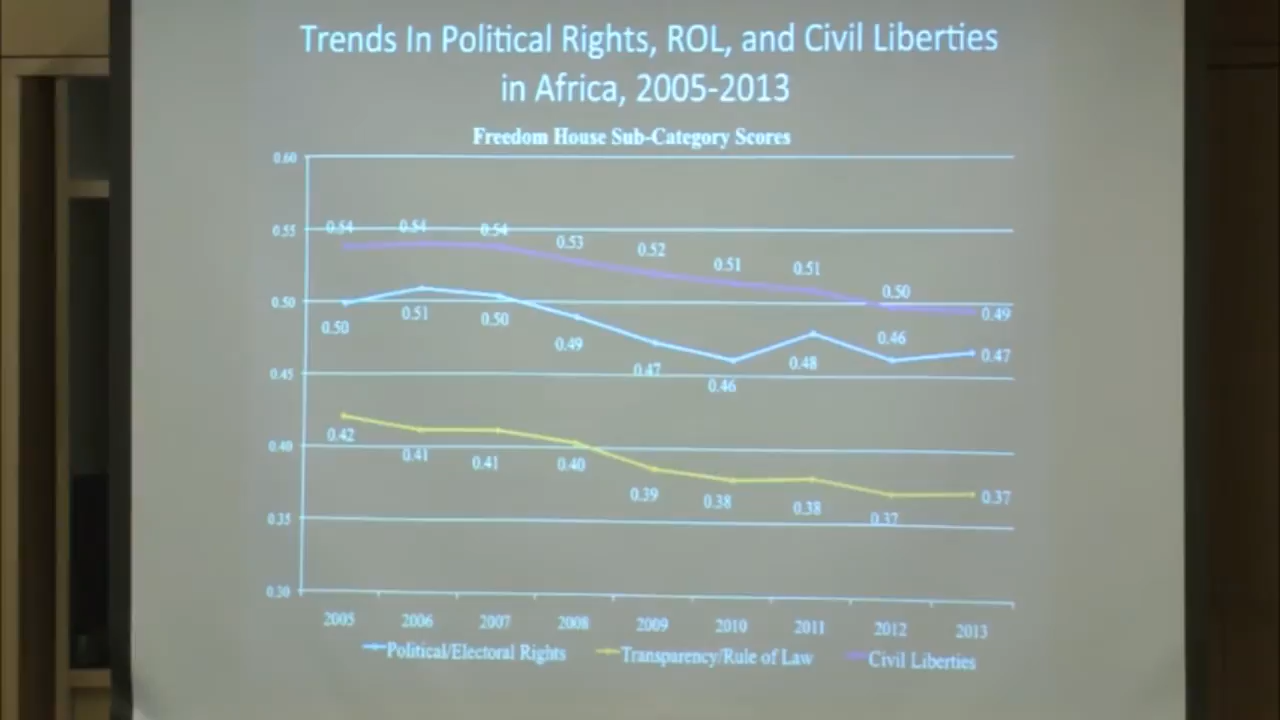 Trends In Political Rights, ROL, and Civil Liberties
in Africa, 2005-2013
Freedom House Sub-Category Scores
0.60
0.55
0.54 0.54 0.54 0.53 0.52 0.51 0.51 0.50 0.49
0.50
0.50 0.51 0.50 0.49 0.47 0.46 0.48 0.46 0.47
0.45
0.42 0.41 0.41 0.40 0.39 0.38 0.38 0.37 0.37
0.40
0.35
0.30
2005 2006 2007 2008 2009 2010 2011 2012 2013
Political/Electoral Rights Transparency/Rule of Law Civil Liberties